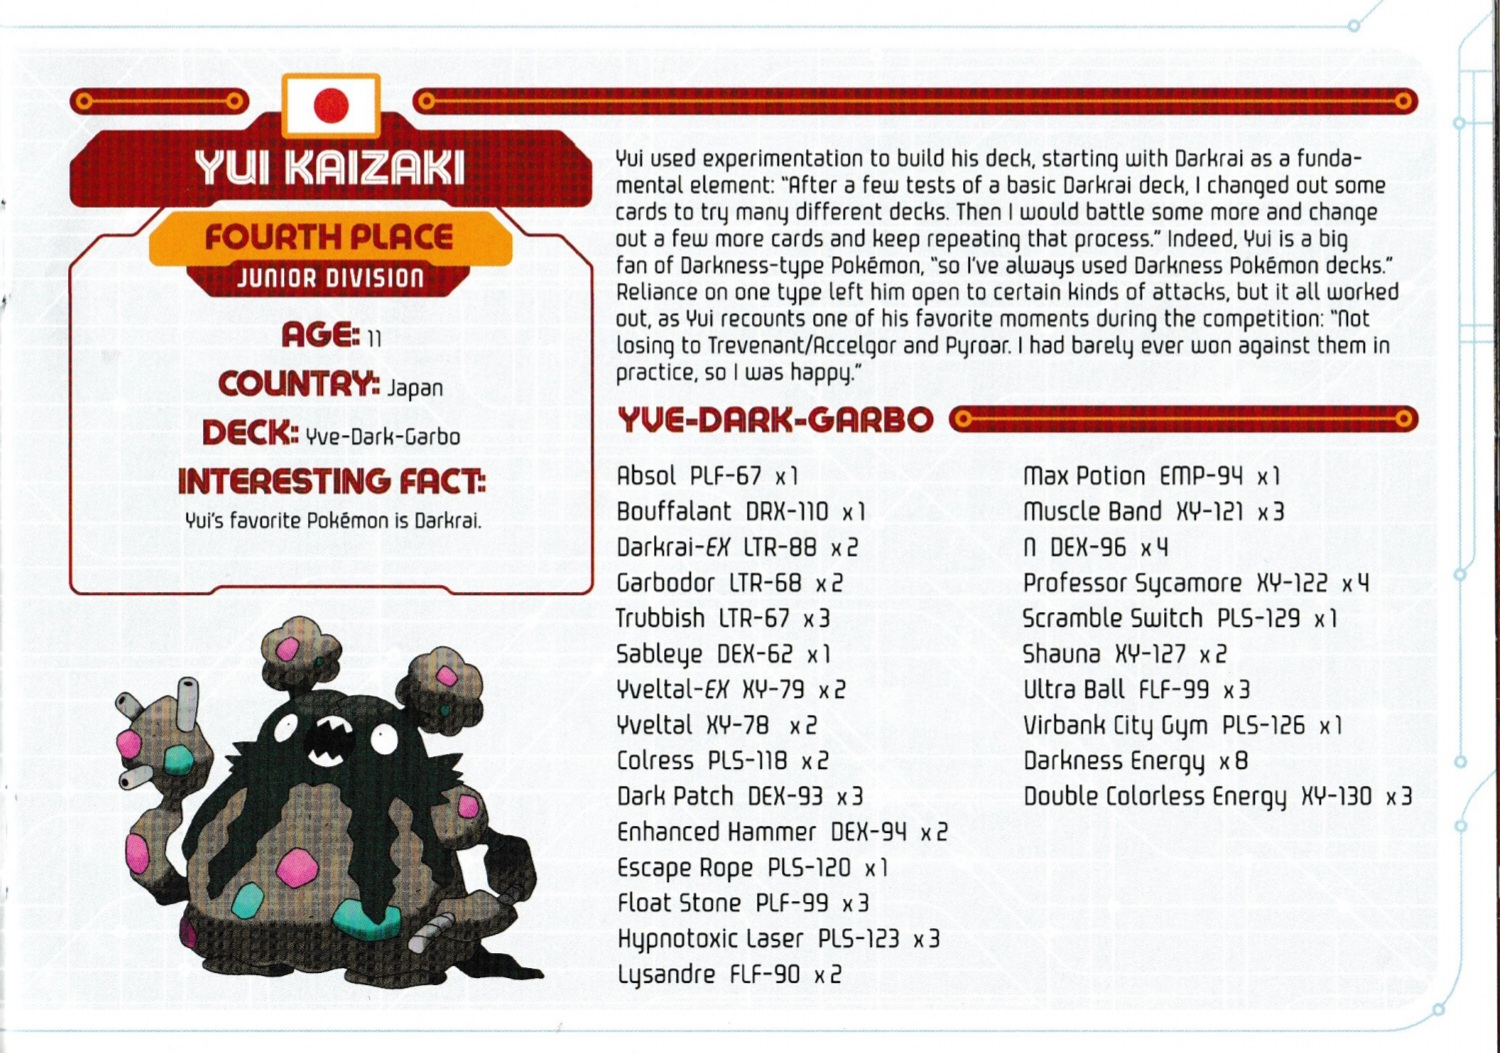 YUI KAIZAKI
FOURTH PLACE
JUNIOR DIVISION
AGE: 11
COUNTRY: Japan
DECK: Yve-Dark-Garbo
INTERESTING FACT:
Yui's favorite Pokémon is Darkrai.
Yui used experimentation to build his deck, starting with Darkrai as a funda-
mental element: "After a few tests of a basic Darkrai deck, I changed out some
cards to try many different decks. Then I would battle some more and change
out a few more cards and keep repeating that process." Indeed, Yui is a big
fan of Darkness-type Pokémon, "so I've always used Darkness Pokémon decks."
Reliance on one type left him open to certain kinds of attacks, but it all worked
out, as Yui recounts one of his favorite moments during the competition: "Not
losing to Trevenant/Accelgor and Pyroar. I had barely ever won against them in
practice, so I was happy."
YVE-DARK-GARBO
Absol PLF-67 x1
Bouffalant DRX-110 x1
Darkrai-EX LTR-88 x2
Garbodor LTR-68 x2
Trubbish LTR-67 x3
Sableye DEX-62 x1
Yveltal-EX XY-79 x2
Yveltal XY-78 x2
Colress PLS-118 x2
Dark Patch DEX-93 x3
Enhanced Hammer DEX-94 x2
Escape Rope PLS-120 x1
Float Stone PLF-99 x3
Hypnotoxic Laser PLS-123 x3
Lysandre FLF-90 x2
Max Potion EMP-94 x1
Muscle Band XY-121 x3
N DEX-96 x4
Professor Sycamore XY-122 x4
Scramble Switch PLS-129 x1
Shauna XY-127 x2
Ultra Ball FLF-99 x3
Virbank City Gym PLS-126 x1
Darkness Energy x8
Double Colorless Energy XY-130 x3